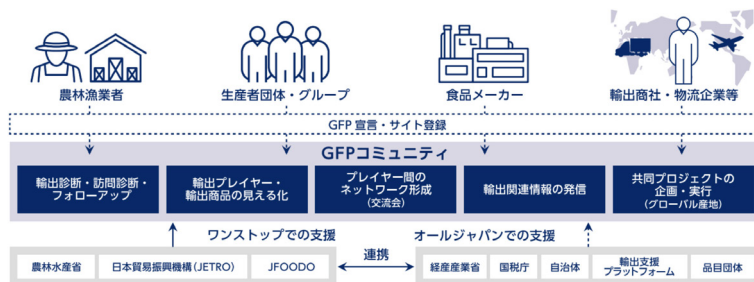 農林漁業者
生産者団体・グループ
食品メーカー
輸出商社・物流企業等
GFP 宣言・サイト登録
GFPコミュニティ
輸出診断・訪問診断・
フォローアップ
輸出プレイヤー・
輸出商品の見える化
プレイヤー間の
ネットワーク形成
(交流会)
輸出関連情報の発信
共同プロジェクトの
企画・実行
(グローバル産地)
ワンストップでの支援
オールジャパンでの支援
農林水産省
日本貿易振興機構(JETRO)
JFOODO
連携
経産産業省
国税庁
自治体
輸出支援
プラットフォーム
品目団体